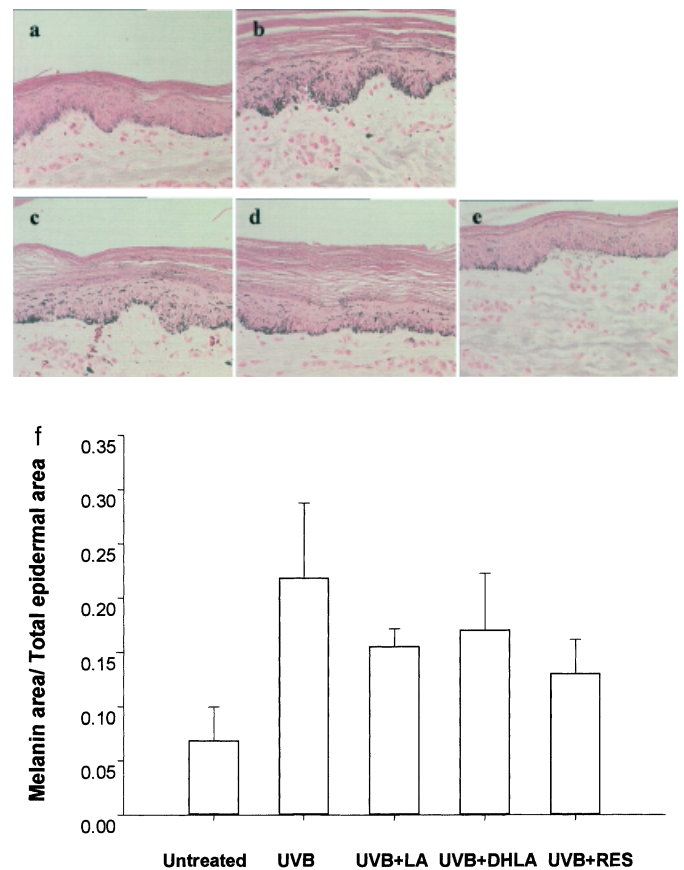 a
b
c
d
e
f
Melanin area/ Total epidermal area
0.35
0.30
0.25
0.20
0.15
0.10
0.05
0.00
Untreated UVB UVB+LA UVB+DHLA UVB+RES